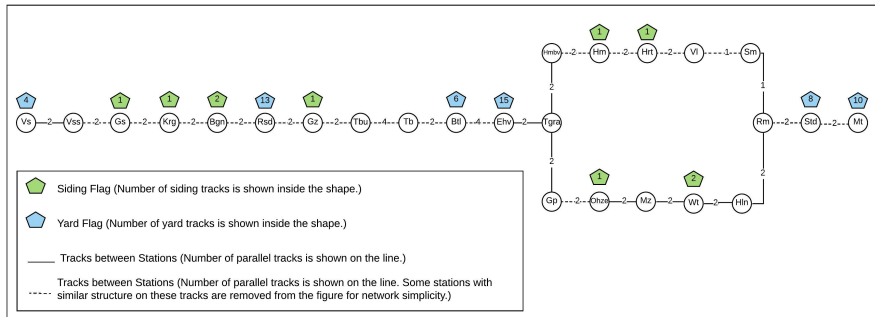 1 1
Hmbv 2 Hm 2 Hrt 2 Vl 1 Sm
2 1
4 1 1 2 13 1 6 15 8 10
Vs 2 Vss 2 Gs 2 Krg 2 Bgn 2 Rsd 2 Gz 2 Tbu 4 Tb 2 Btl 4 Ehv 2 Tgra Rm 2 Std 2 Mt
2 2
1 2
Gp 2 Ohze 2 Mz 2 Wt 2 Hln
Siding Flag (Number of siding tracks is shown inside the shape.)
Yard Flag (Number of yard tracks is shown inside the shape.)
Tracks between Stations (Number of parallel tracks is shown on the line.)
Tracks between Stations (Number of parallel tracks is shown on the line. Some stations with
similar structure on these tracks are removed from the figure for network simplicity.)